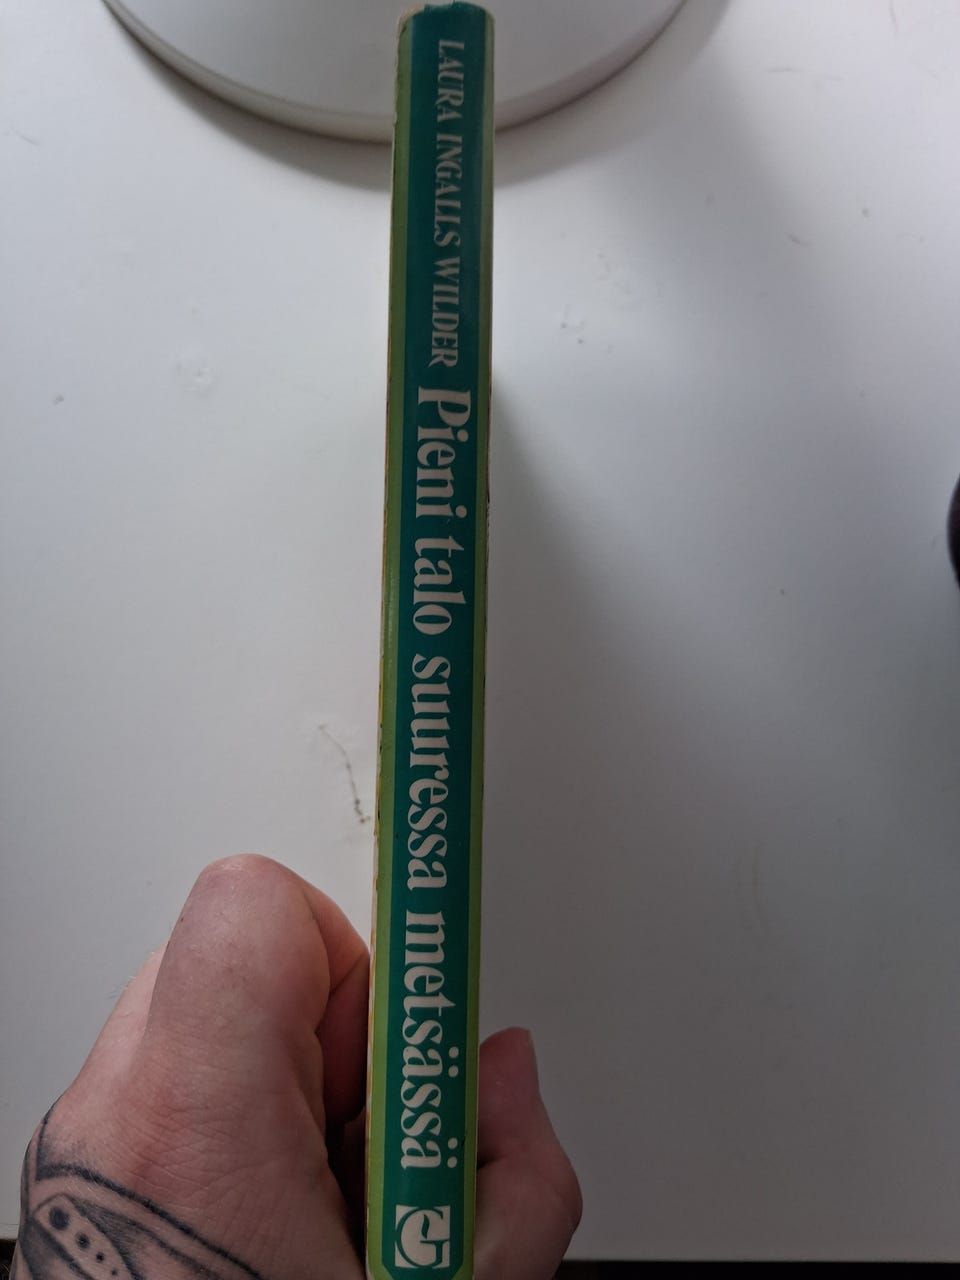 LAURA INGALLS WILDER Pieni talo suuressa metsässä
G